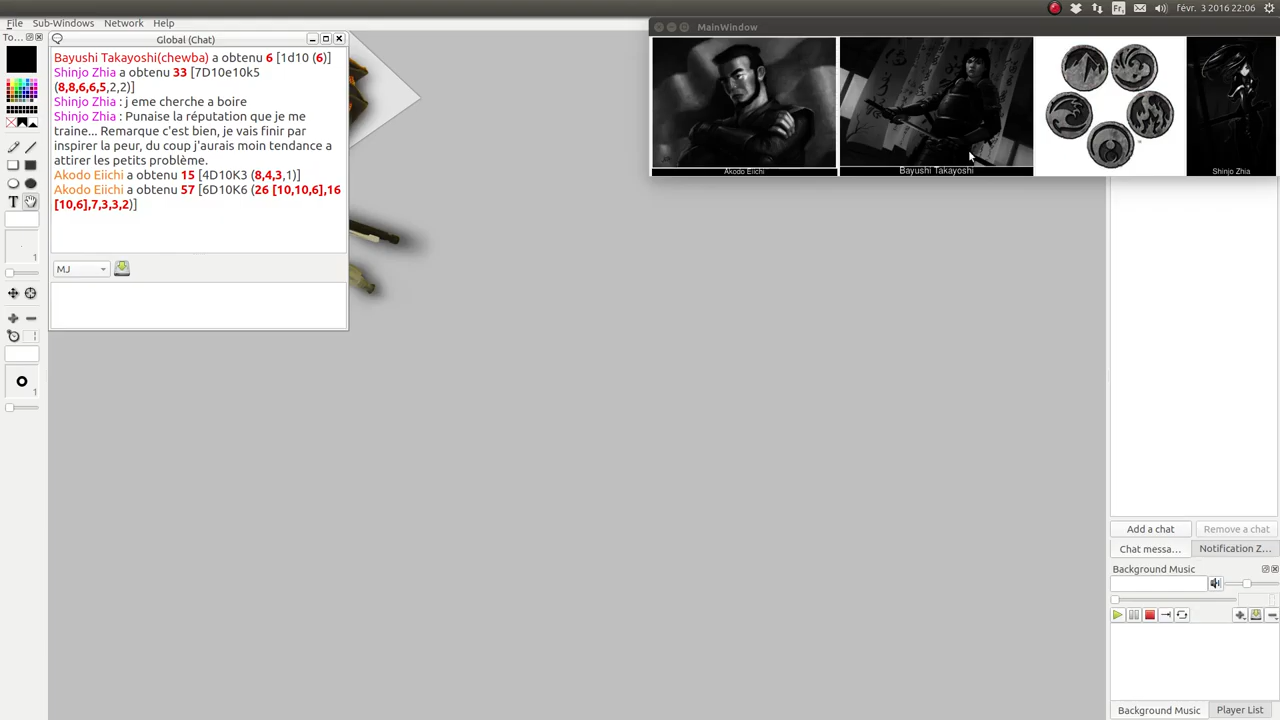 Fr,
févr. 3 2016 22:06
File Sub-Windows Network Help
To...
Global (Chat)
MainWindow
Bayushi Takayoshi(chewba) a obtenu 6 [1d10 (6)]
Shinjo Zhia a obtenu 33 [7D10e10k5
(8,8,6,6,5,2,2)]
Shinjo Zhia : j eme cherche a boire
Shinjo Zhia : Punaise la réputation que je me
traine... Remarque c'est bien, je vais finir par
inspirer la peur, du coup j'aurais moin tendance a
attirer les petits problème.
Akodo Eiichi a obtenu 15 [4D10K3 (8,4,3,1)]
Akodo Eiichi a obtenu 57 [6D10K6 (26 [10,10,6],16
[10,6],7,3,3,2)]
Akodo Eiichi
Bayushi Takayoshi
Shinjo Zhia
T
1
MJ
1
1
Add a chat
Remove a chat
Chat messa...
Notification Z...
Background Music
Background Music
Player List